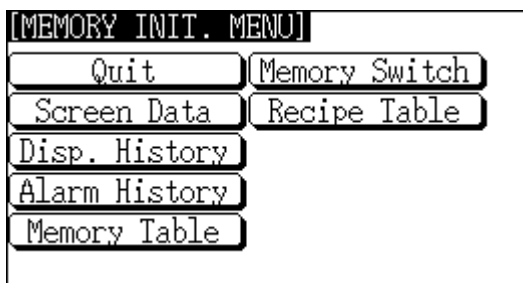 [MEMORY INIT. MENU]
Quit Memory Switch
Screen Data Recipe Table
Disp. History
Alarm History
Memory Table